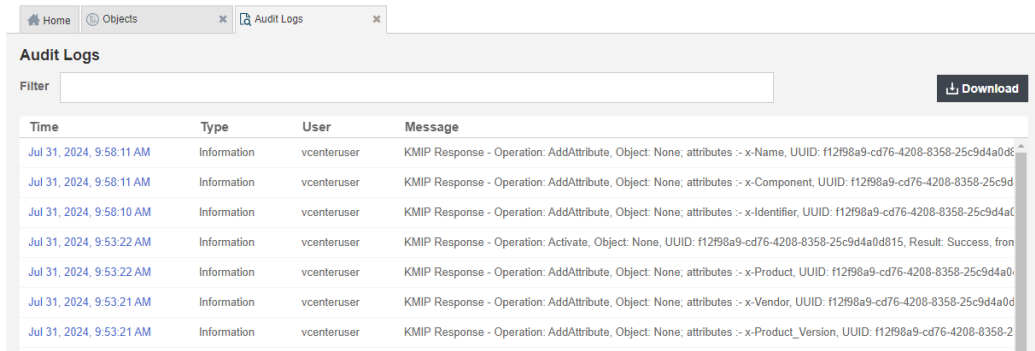 Home Objects Audit Logs
Audit Logs
Filter
Download
Time Type User Message
Jul 31, 2024, 9:58:11 AM Information vcenteruser KMIP Response - Operation: AddAttribute, Object: None; attributes :- x-Name, UUID: f12f98a9-cd76-4208-8358-25c9d4a0d8
Jul 31, 2024, 9:58:11 AM Information vcenteruser KMIP Response - Operation: AddAttribute, Object: None; attributes :- x-Component, UUID: f12f98a9-cd76-4208-8358-25c9d
Jul 31, 2024, 9:58:10 AM Information vcenteruser KMIP Response - Operation: AddAttribute, Object: None; attributes :- x-Identifier, UUID: f12f98a9-cd76-4208-8358-25c9d4a0
Jul 31, 2024, 9:53:22 AM Information vcenteruser KMIP Response - Operation: Activate, Object: None, UUID: f12f98a9-cd76-4208-8358-25c9d4a0d815, Result: Success, from
Jul 31, 2024, 9:53:22 AM Information vcenteruser KMIP Response - Operation: AddAttribute, Object: None; attributes :- x-Product, UUID: f12f98a9-cd76-4208-8358-25c9d4a0
Jul 31, 2024, 9:53:21 AM Information vcenteruser KMIP Response - Operation: AddAttribute, Object: None; attributes :- x-Vendor, UUID: f12f98a9-cd76-4208-8358-25c9d4a0d
Jul 31, 2024, 9:53:21 AM Information vcenteruser KMIP Response - Operation: AddAttribute, Object: None; attributes :- x-Product_Version, UUID: f12f98a9-cd76-4208-8358-2